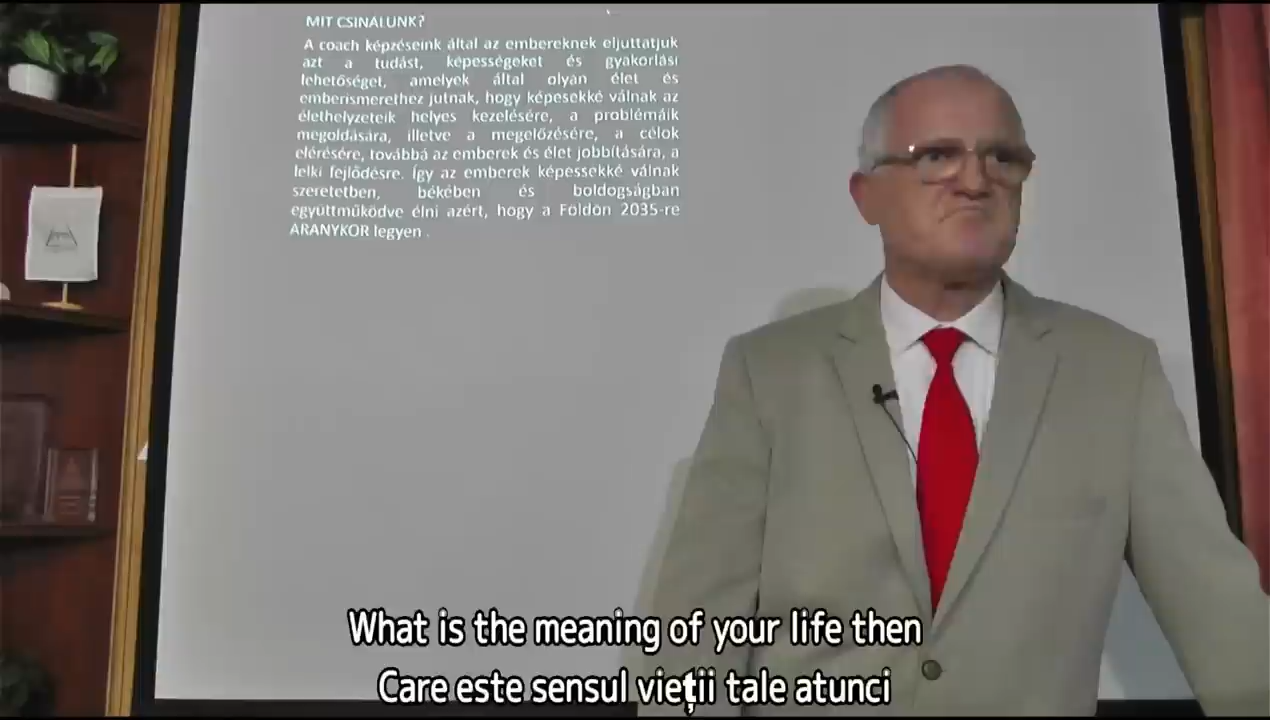 MIT CSINÁLUNK?
A coach képzéseink által az embereknek eljuttatjuk
azt a tudást, képességeket és gyakorlási
lehetőséget, amelyek által olyan élet és
emberismerethez jutnak, hogy képesekké válnak az
élethelyzeteik helyes kezelésére, a problémáik
megoldására, illetve a megelőzésére, a célok
elérésére, továbbá az emberek és élet jobbítására, a
lelki fejlődésre. Így az emberek képessekké válnak
szeretetben, békében és boldogságban
együttműködve élni azért, hogy a Földön 2035-re
ARANYKOR legyen .
What is the meaning of your life then
Care este sensul vieții tale atunci